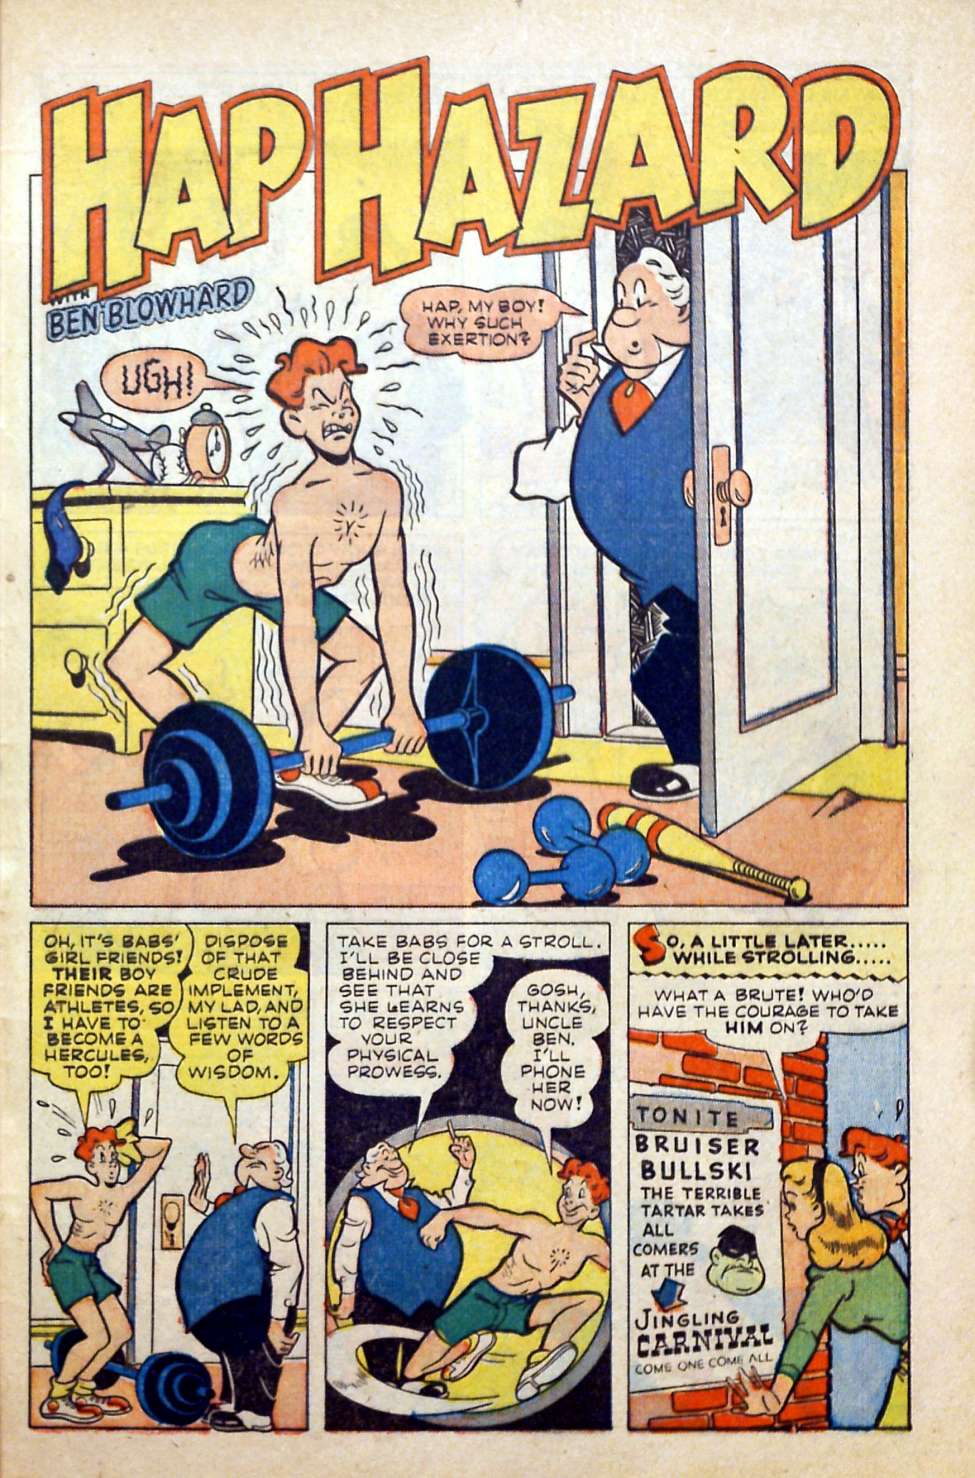 HAP HAZARD
WITH
BEN BLOWHARD
UGH!
HAP, MY BOY!
WHY SUCH
EXERTION?
OH, IT'S BABS'
GIRL FRIENDS!
THEIR BOY
FRIENDS ARE
ATHLETES, SO
I HAVE TO
BECOME A
HERCULES,
TOO!
DISPOSE
OF THAT
CRUDE
IMPLEMENT,
MY LAD, AND
LISTEN TO A
FEW WORDS
OF
WISDOM.
TAKE BABS FOR A STROLL.
I'LL BE CLOSE
BEHIND AND
SEE THAT
SHE LEARNS
TO RESPECT
YOUR
PHYSICAL
PROWESS.
GOSH,
THANKS,
UNCLE
BEN.
I'LL
PHONE
HER
NOW!
SO, A LITTLE LATER.....
WHILE STROLLING.....
WHAT A BRUTE! WHO'D
HAVE THE COURAGE TO TAKE
HIM ON?
TONITE
BRUISER
BULLSKI
THE TERRIBLE
TARTAR TAKES
ALL
COMERS
AT THE
JINGLING
CARNIVAL
COME ONE COME ALL